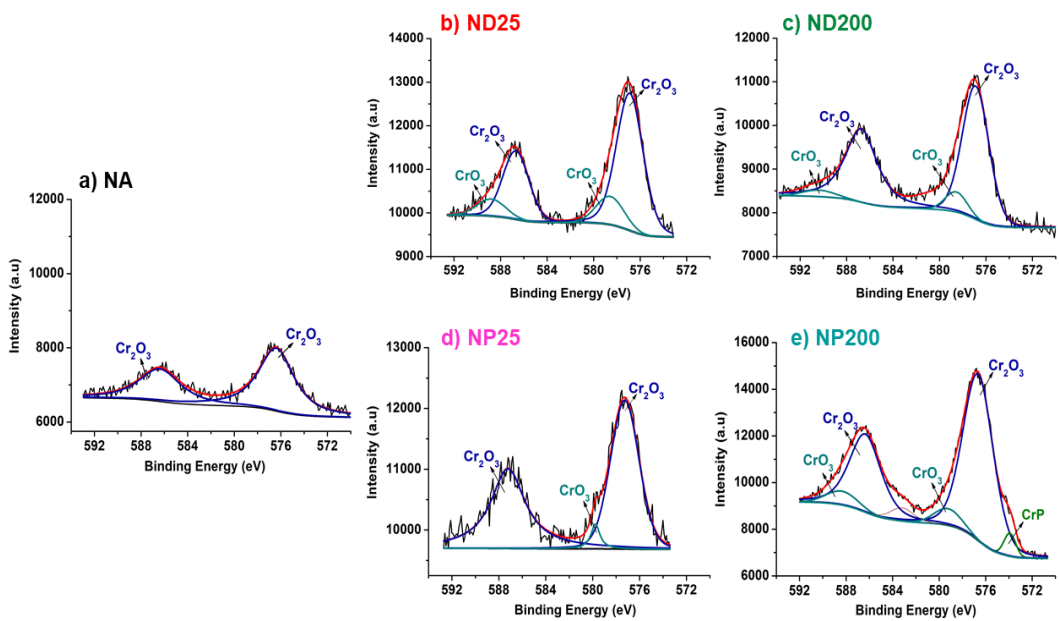 a) NA
12000
10000
8000
6000
Intensity (a.u)
Cr2O3
Cr2O3
592 588 584 580 576 572
Binding Energy (eV)
b) ND25
14000
13000
12000
11000
10000
9000
Intensity (a.u)
CrO3
Cr2O3
CrO3
Cr2O3
592 588 584 580 576 572
Binding Energy (eV)
c) ND200
12000
11000
10000
9000
8000
7000
Intensity (a.u)
CrO3
Cr2O3
CrO3
Cr2O3
592 588 584 580 576 572
Binding Energy (eV)
d) NP25
13000
12000
11000
10000
Intensity (a.u)
Cr2O3
CrO3
Cr2O3
592 588 584 580 576 572
Binding Energy (eV)
e) NP200
16000
14000
12000
10000
8000
6000
Intensity (a.u)
CrO3
Cr2O3
CrO3
Cr2O3
CrP
592 588 584 580 576 572
Binding Energy (eV)